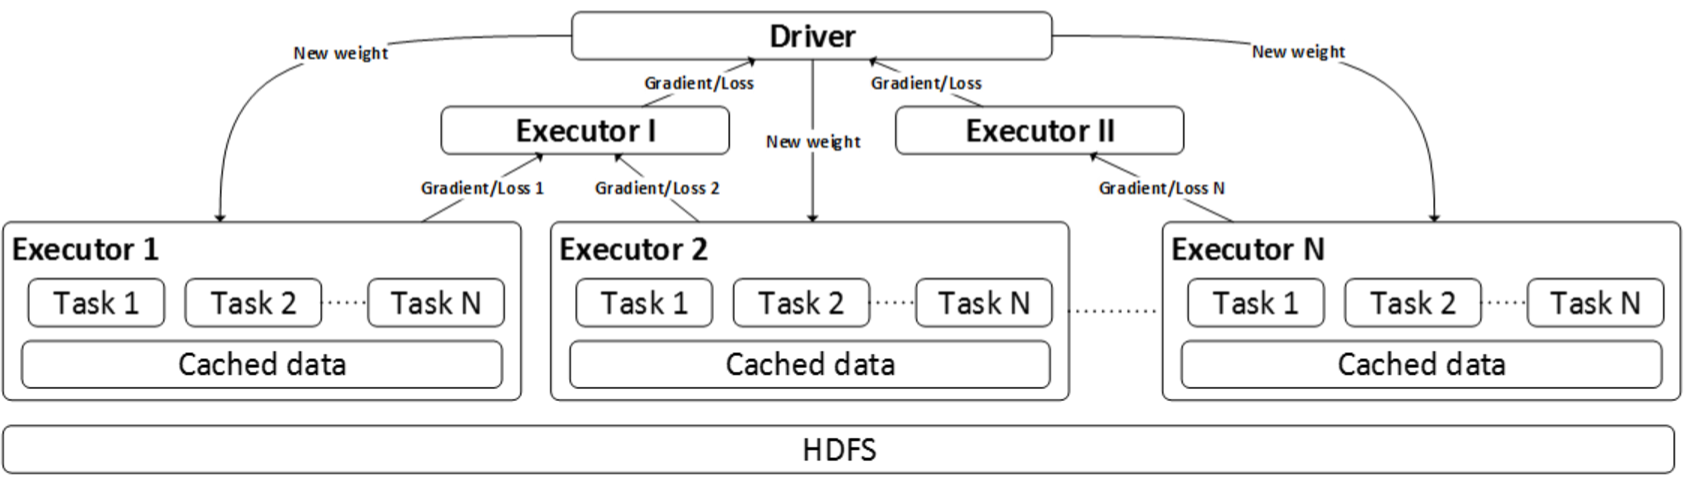 Driver
New weight
New weight
Gradient/Loss
Gradient/Loss
Executor I
Executor II
New weight
Gradient/Loss 1
Gradient/Loss 2
Gradient/Loss N
Executor 1
Task 1
Task 2
Task N
Cached data
Executor 2
Task 1
Task 2
Task N
Cached data
Executor N
Task 1
Task 2
Task N
Cached data
HDFS